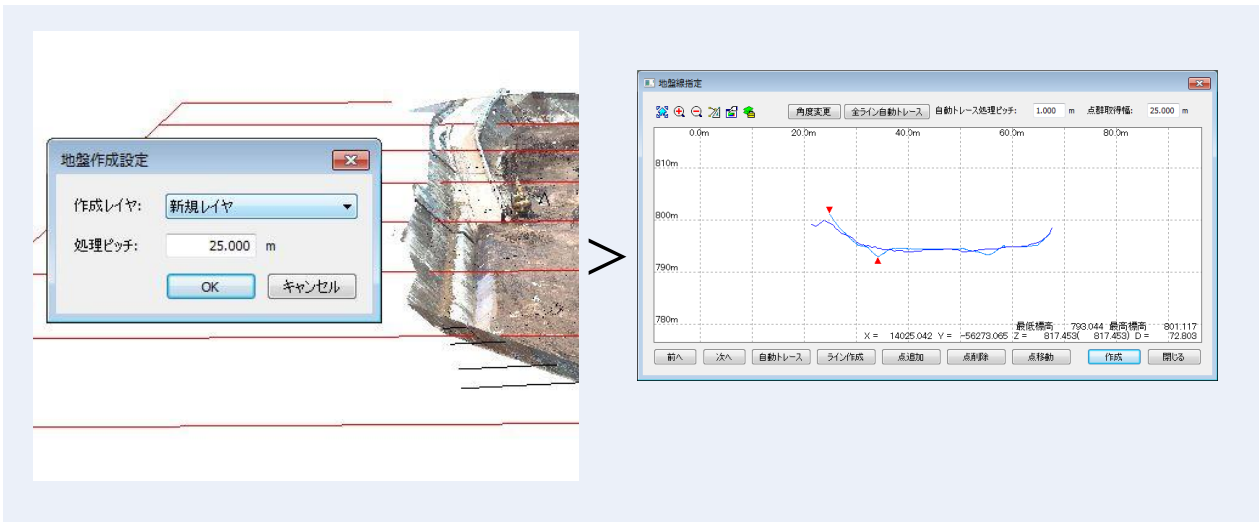 地盤作成設定
作成レイヤ: 新規レイヤ
処理ピッチ: 25.000 m
OK キャンセル
>
地盤線指定
角度変更 全ライン自動トレース 自動トレース処理ピッチ: 1.000 m 点群取得幅: 25.000 m
0.0m 20.0m 40.0m 60.0m 80.0m
810m
800m
790m
780m
最低標高 793.044 最高標高 801.117
X = 14025.042 Y = -56273.065 Z = 817.453( 817.453) D = 72.803
前へ 次へ 自動トレース ライン作成 点追加 点削除 点移動 作成 閉じる